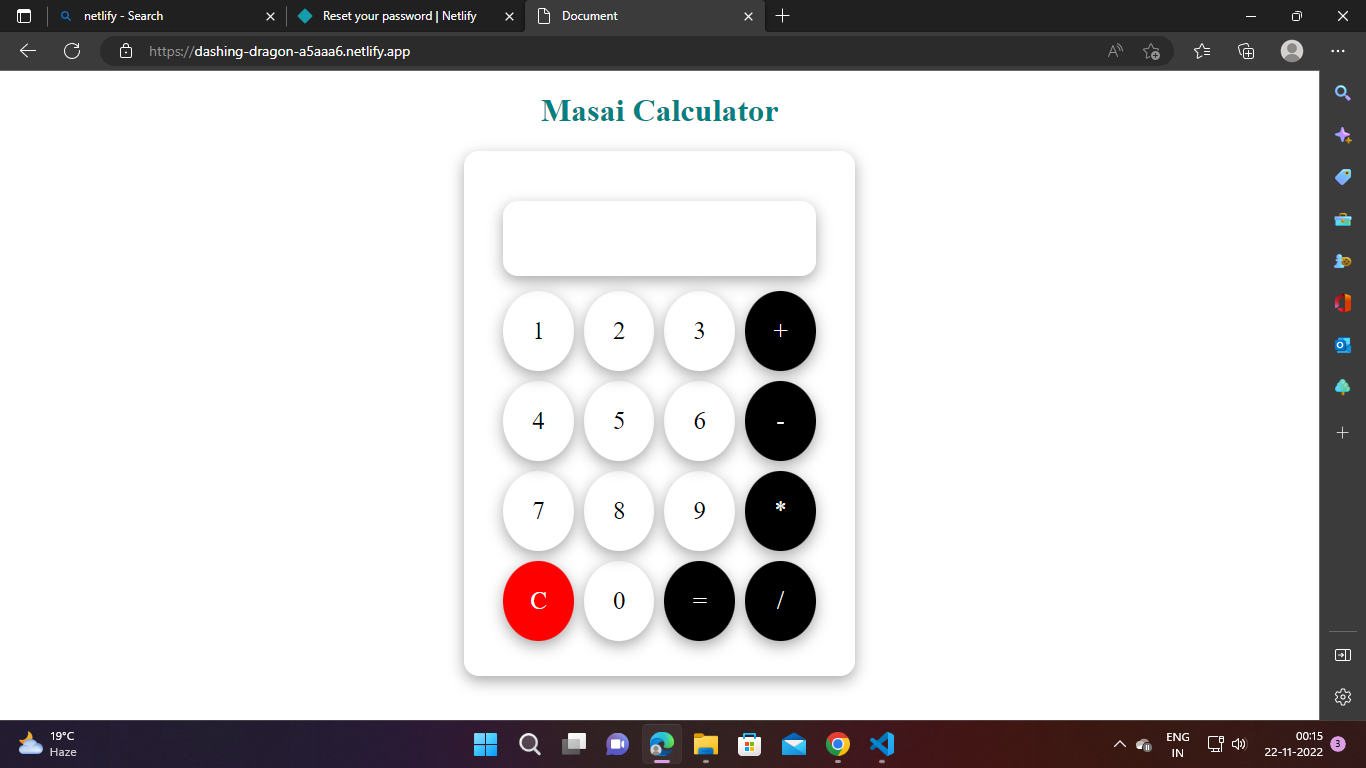 netlify - Search
Reset your password | Netlify
Document
https://dashing-dragon-a5aaa6.netlify.app
Masai Calculator
1 2 3 +
4 5 6 -
7 8 9 *
C 0 = /
19°C
Haze
ENG
IN
00:15
22-11-2022
3